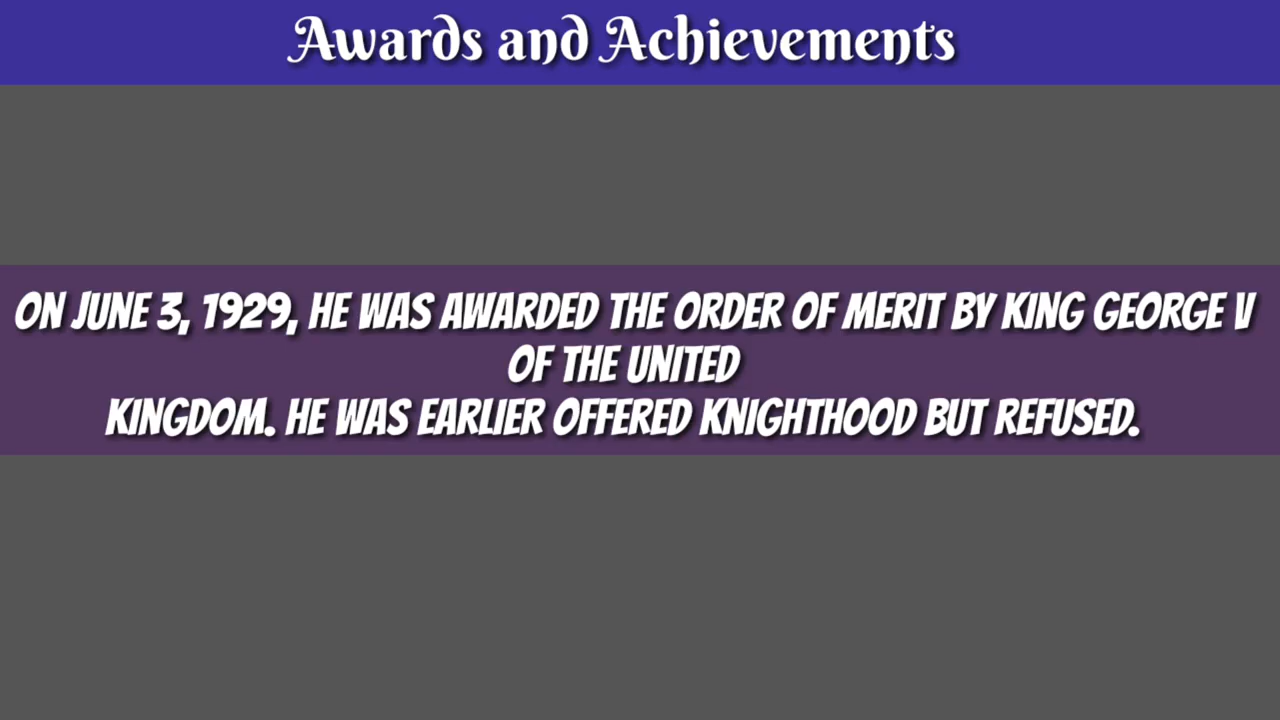 Awards and Achievements
ON JUNE 3, 1929, HE WAS AWARDED THE ORDER OF MERIT BY KING GEORGE V
OF THE UNITED
KINGDOM. HE WAS EARLIER OFFERED KNIGHTHOOD BUT REFUSED.